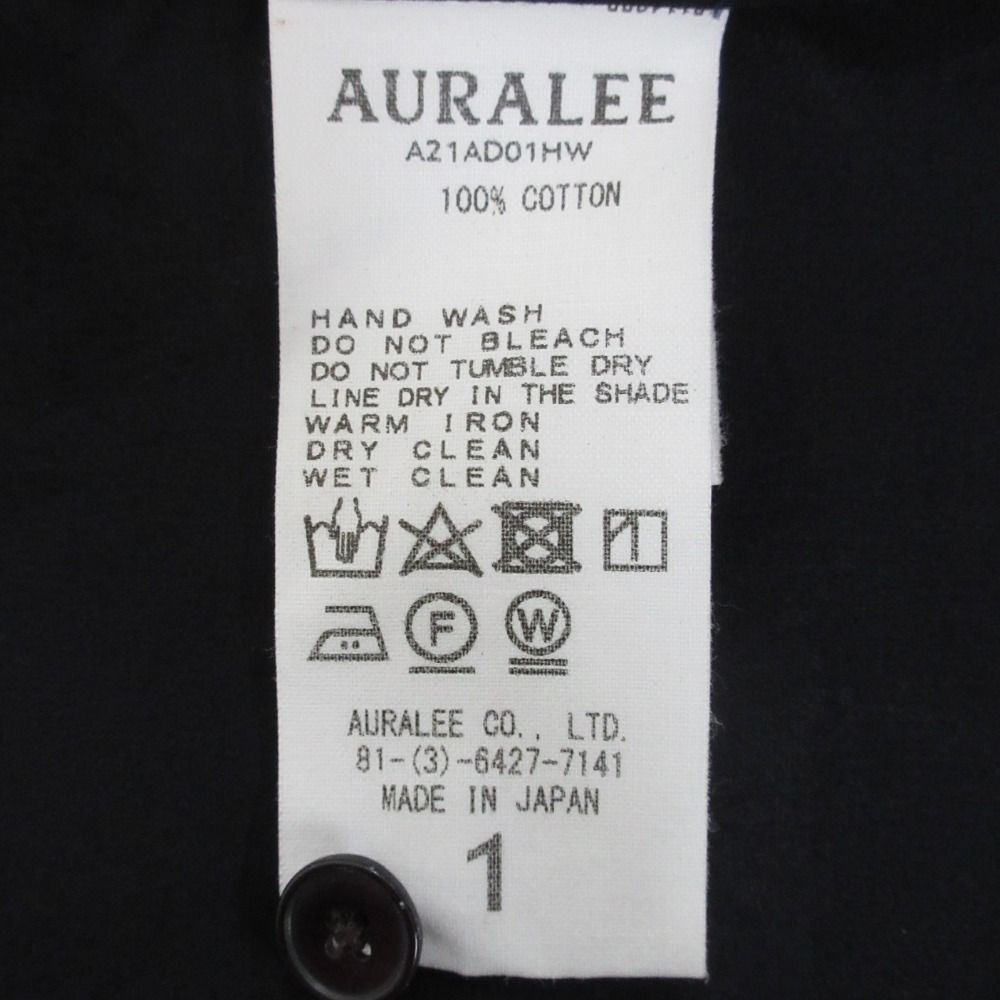 AURALEE
A21AD01HW
100% COTTON
HAND WASH
DO NOT BLEACH
DO NOT TUMBLE DRY
LINE DRY IN THE SHADE
WARM IRON
DRY CLEAN
WET CLEAN
F W
AURALEE CO., LTD.
81-(3)-6427-7141
MADE IN JAPAN
1